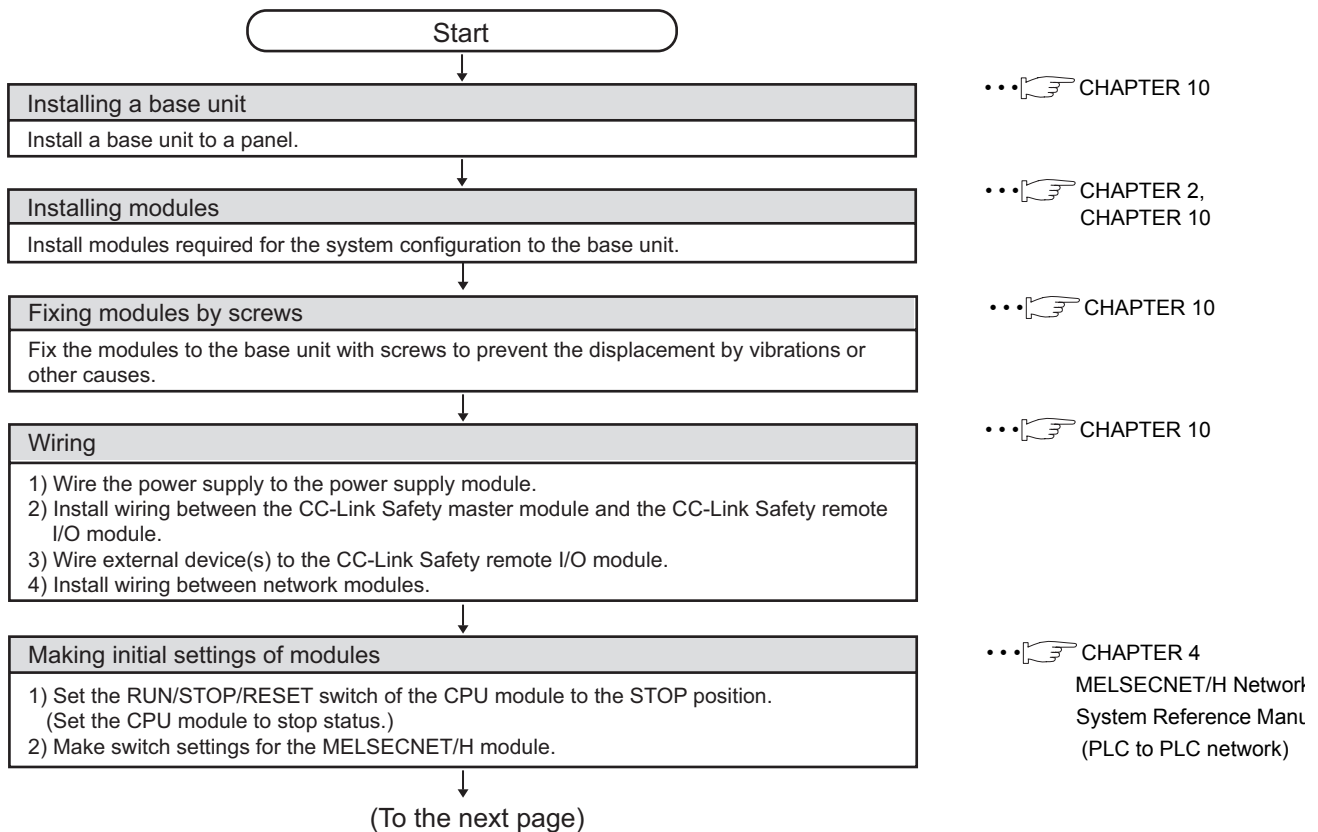 Start
Installing a base unit
••• CHAPTER 10
Install a base unit to a panel.
Installing modules
••• CHAPTER 2,
CHAPTER 10
Install modules required for the system configuration to the base unit.
Fixing modules by screws
••• CHAPTER 10
Fix the modules to the base unit with screws to prevent the displacement by vibrations or
other causes.
Wiring
••• CHAPTER 10
1) Wire the power supply to the power supply module.
2) Install wiring between the CC-Link Safety master module and the CC-Link Safety remote
I/O module.
3) Wire external device(s) to the CC-Link Safety remote I/O module.
4) Install wiring between network modules.
Making initial settings of modules
••• CHAPTER 4
MELSECNET/H Network
System Reference Manu
(PLC to PLC network)
1) Set the RUN/STOP/RESET switch of the CPU module to the STOP position.
(Set the CPU module to stop status.)
2) Make switch settings for the MELSECNET/H module.
(To the next page)